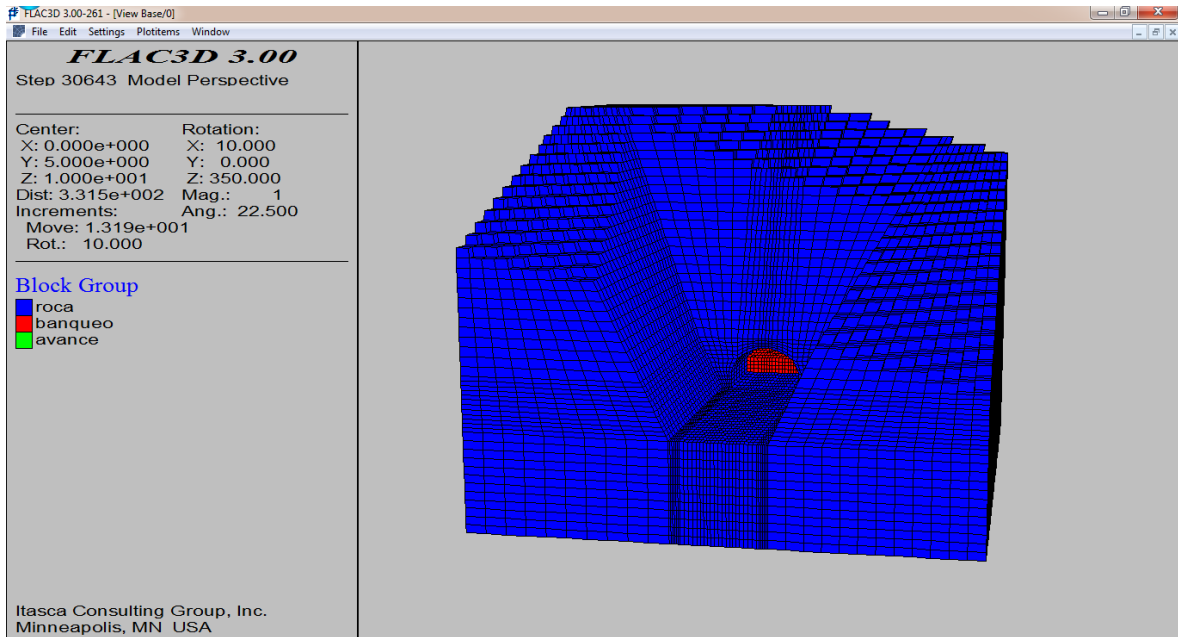 FLAC3D 3.00-261 - [View Base/0]
File Edit Settings Plotitems Window
FLAC3D 3.00
Step 30643 Model Perspective
Center: Rotation:
X: 0.000e+000 X: 10.000
Y: 5.000e+000 Y: 0.000
Z: 1.000e+001 Z: 350.000
Dist: 3.315e+002 Mag.: 1
Increments: Ang.: 22.500
Move: 1.319e+001
Rot.: 10.000
Block Group
roca
banqueo
avance
Itasca Consulting Group, Inc.
Minneapolis, MN USA